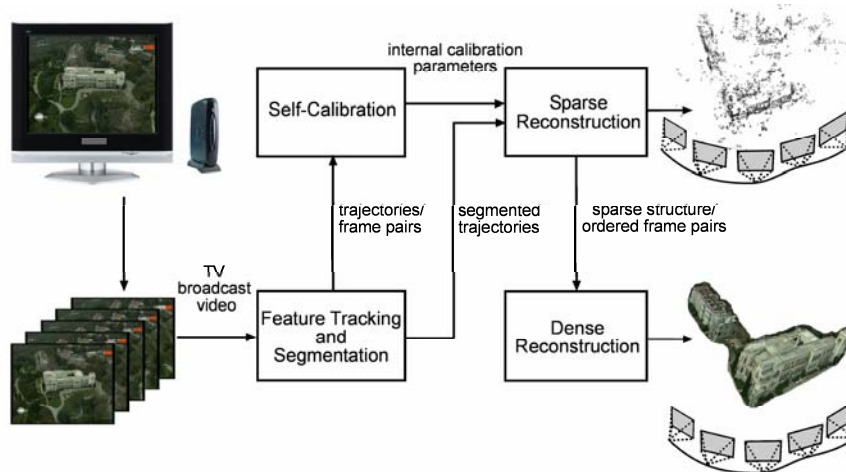 internal calibration
parameters
Self-Calibration
Sparse
Reconstruction
trajectories/
frame pairs
segmented
trajectories
sparse structure/
ordered frame pairs
TV
broadcast
video
Feature Tracking
and
Segmentation
Dense
Reconstruction